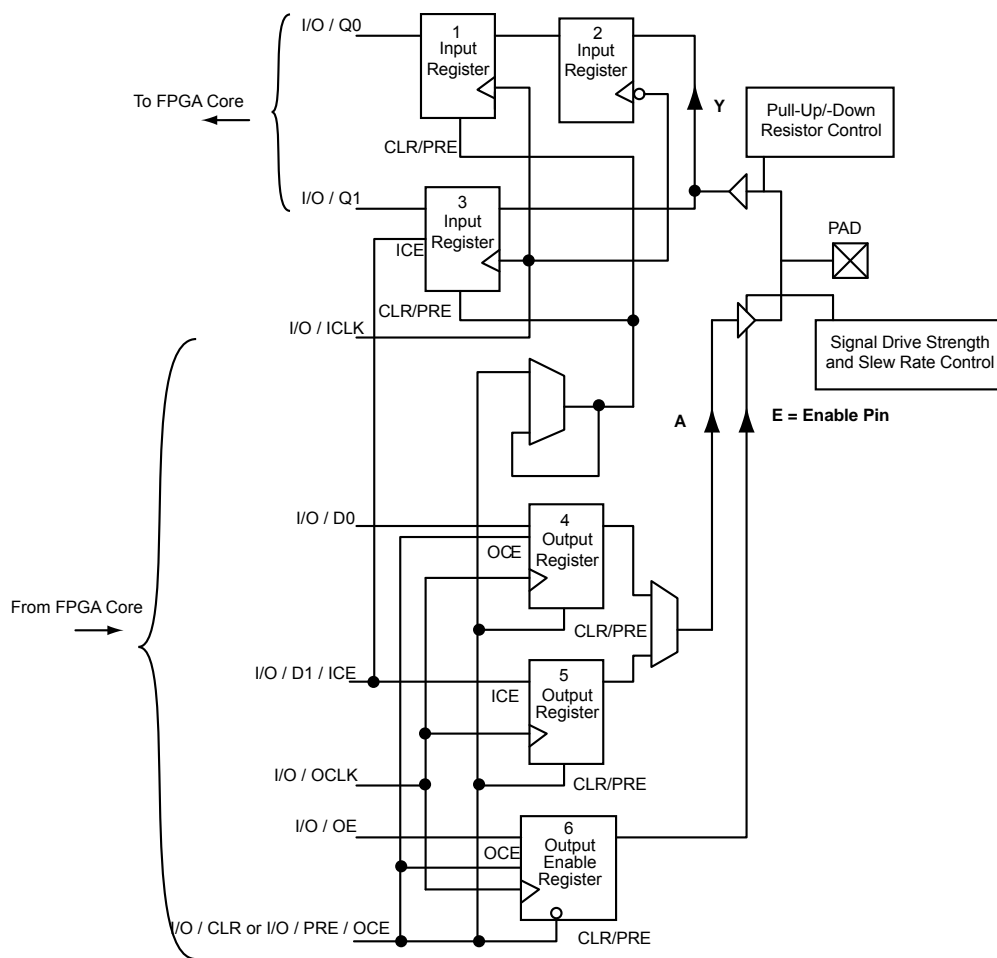 I/O / Q0
1
Input
Register
2
Input
Register
To FPGA Core
Y
Pull-Up/-Down
Resistor Control
CLR/PRE
I/O / Q1
3
Input
Register
ICE
PAD
CLR/PRE
I/O / ICLK
Signal Drive Strength
and Slew Rate Control
A
E = Enable Pin
I/O / D0
4
Output
Register
OCE
From FPGA Core
CLR/PRE
I/O / D1 / ICE
5
Output
Register
ICE
I/O / OCLK
CLR/PRE
I/O / OE
6
Output
Enable
Register
OCE
I/O / CLR or I/O / PRE / OCE
CLR/PRE